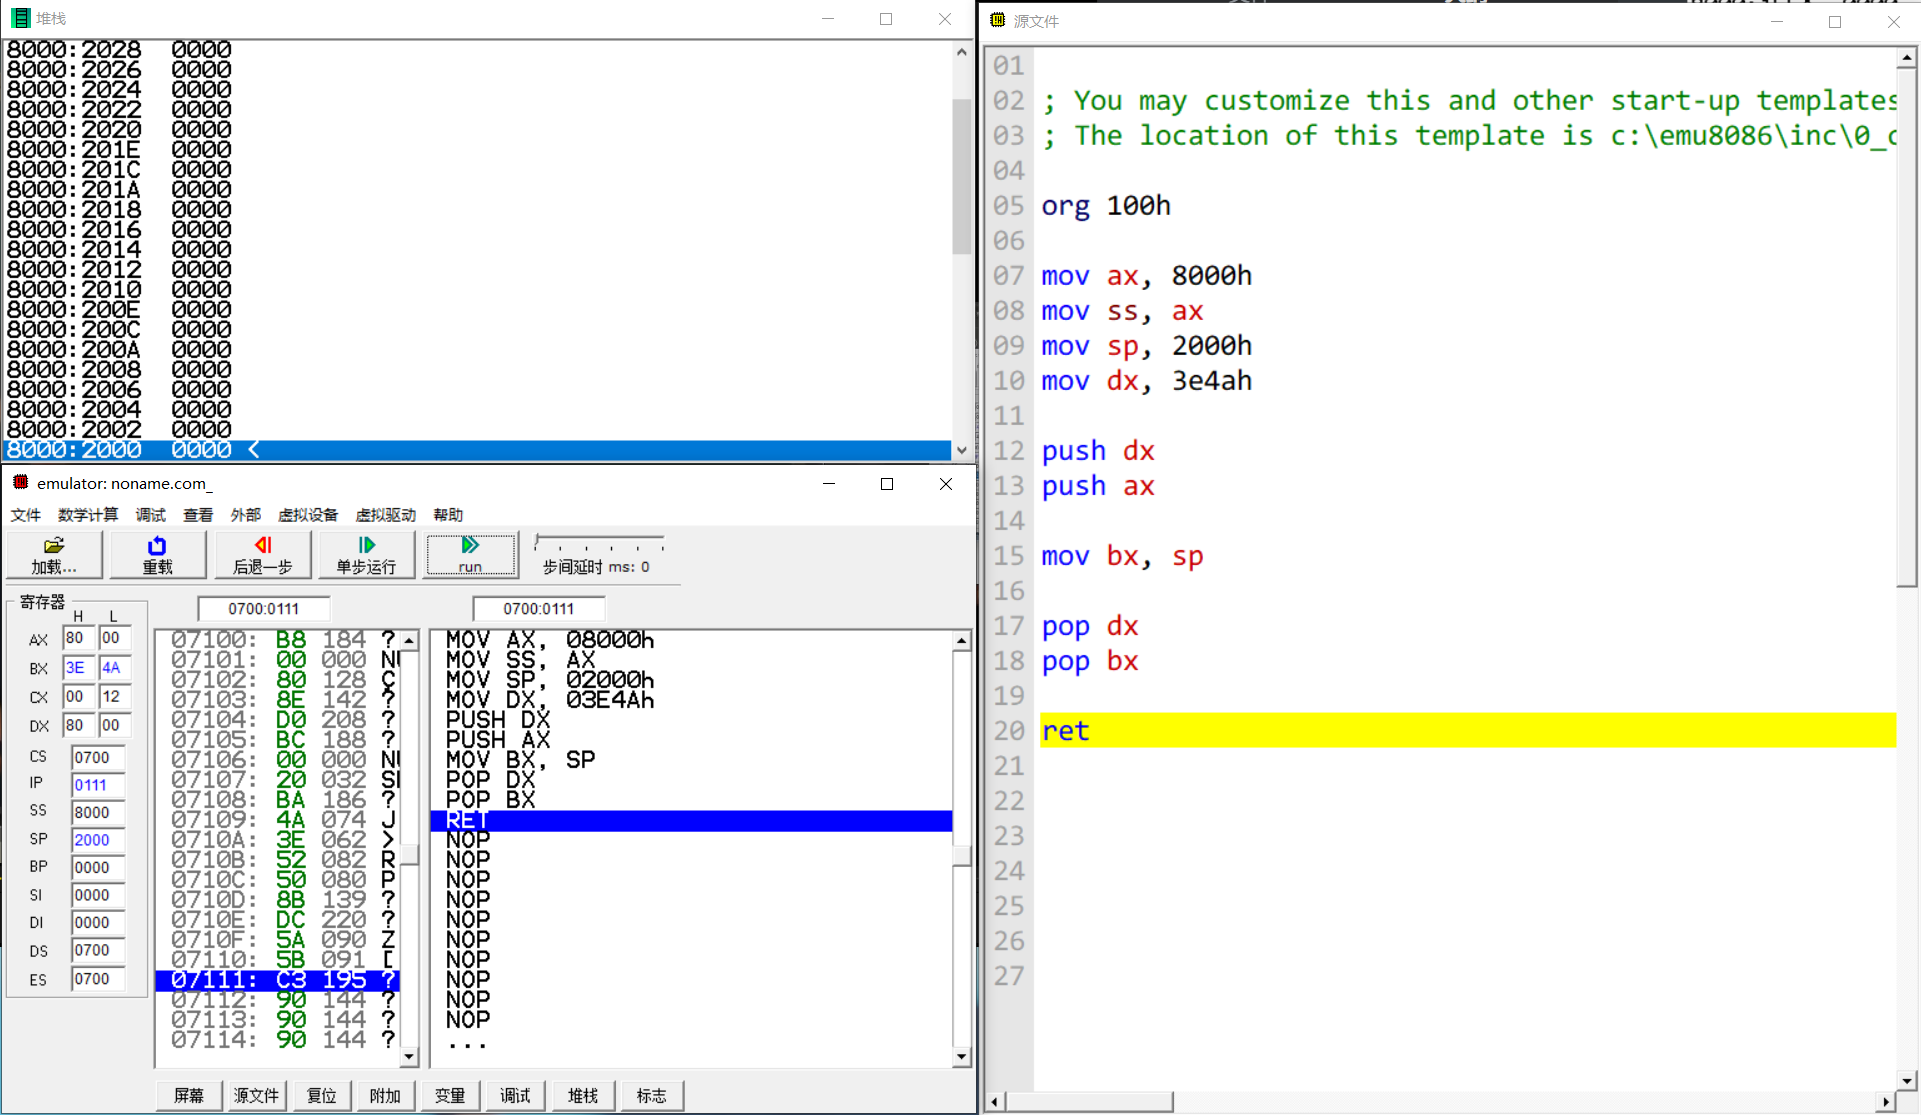 堆栈
8000:2028 0000
8000:2026 0000
8000:2024 0000
8000:2022 0000
8000:2020 0000
8000:201E 0000
8000:201C 0000
8000:201A 0000
8000:2018 0000
8000:2016 0000
8000:2014 0000
8000:2012 0000
8000:2010 0000
8000:200E 0000
8000:200C 0000
8000:200A 0000
8000:2008 0000
8000:2006 0000
8000:2004 0000
8000:2002 0000
8000:2000 0000 <
emulator: noname.com_
文件 数学计算 调试 查看 外部 虚拟设备 虚拟驱动 帮助
加载... 重载 后退一步 单步运行 run 步间延时 ms: 0
寄存器
H L
AX 80 00
BX 3E 4A
CX 00 12
DX 80 00
CS 0700
IP 0111
SS 8000
SP 2000
BP 0000
SI 0000
DI 0000
DS 0700
ES 0700
0700:0111
07100: B8 184 ?
07101: 00 000 NU
07102: 80 128 Ç
07103: 8E 142 ?
07104: D0 208 ?
07105: BC 188 ?
07106: 00 000 NU
07107: 20 032 SP
07108: BA 186 ?
07109: 4A 074 J
0710A: 3E 062 >
0710B: 52 082 R
0710C: 50 080 P
0710D: 8B 139 ?
0710E: DC 220 ?
0710F: 5A 090 Z
07110: 5B 091 [
07111: C3 195 ?
07112: 90 144 ?
07113: 90 144 ?
07114: 90 144 ?
0700:0111
MOV AX, 08000h
MOV SS, AX
MOV SP, 02000h
MOV DX, 03E4Ah
PUSH DX
PUSH AX
MOV BX, SP
POP DX
POP BX
RET
NOP
NOP
NOP
NOP
NOP
NOP
NOP
NOP
NOP
NOP
...
屏幕 源文件 复位 附加 变量 调试 堆栈 标志
源文件
01
02 ; You may customize this and other start-up templates
03 ; The location of this template is c:\emu8086\inc\0_c
04
05 org 100h
06
07 mov ax, 8000h
08 mov ss, ax
09 mov sp, 2000h
10 mov dx, 3e4ah
11
12 push dx
13 push ax
14
15 mov bx, sp
16
17 pop dx
18 pop bx
19
20 ret
21
22
23
24
25
26
27